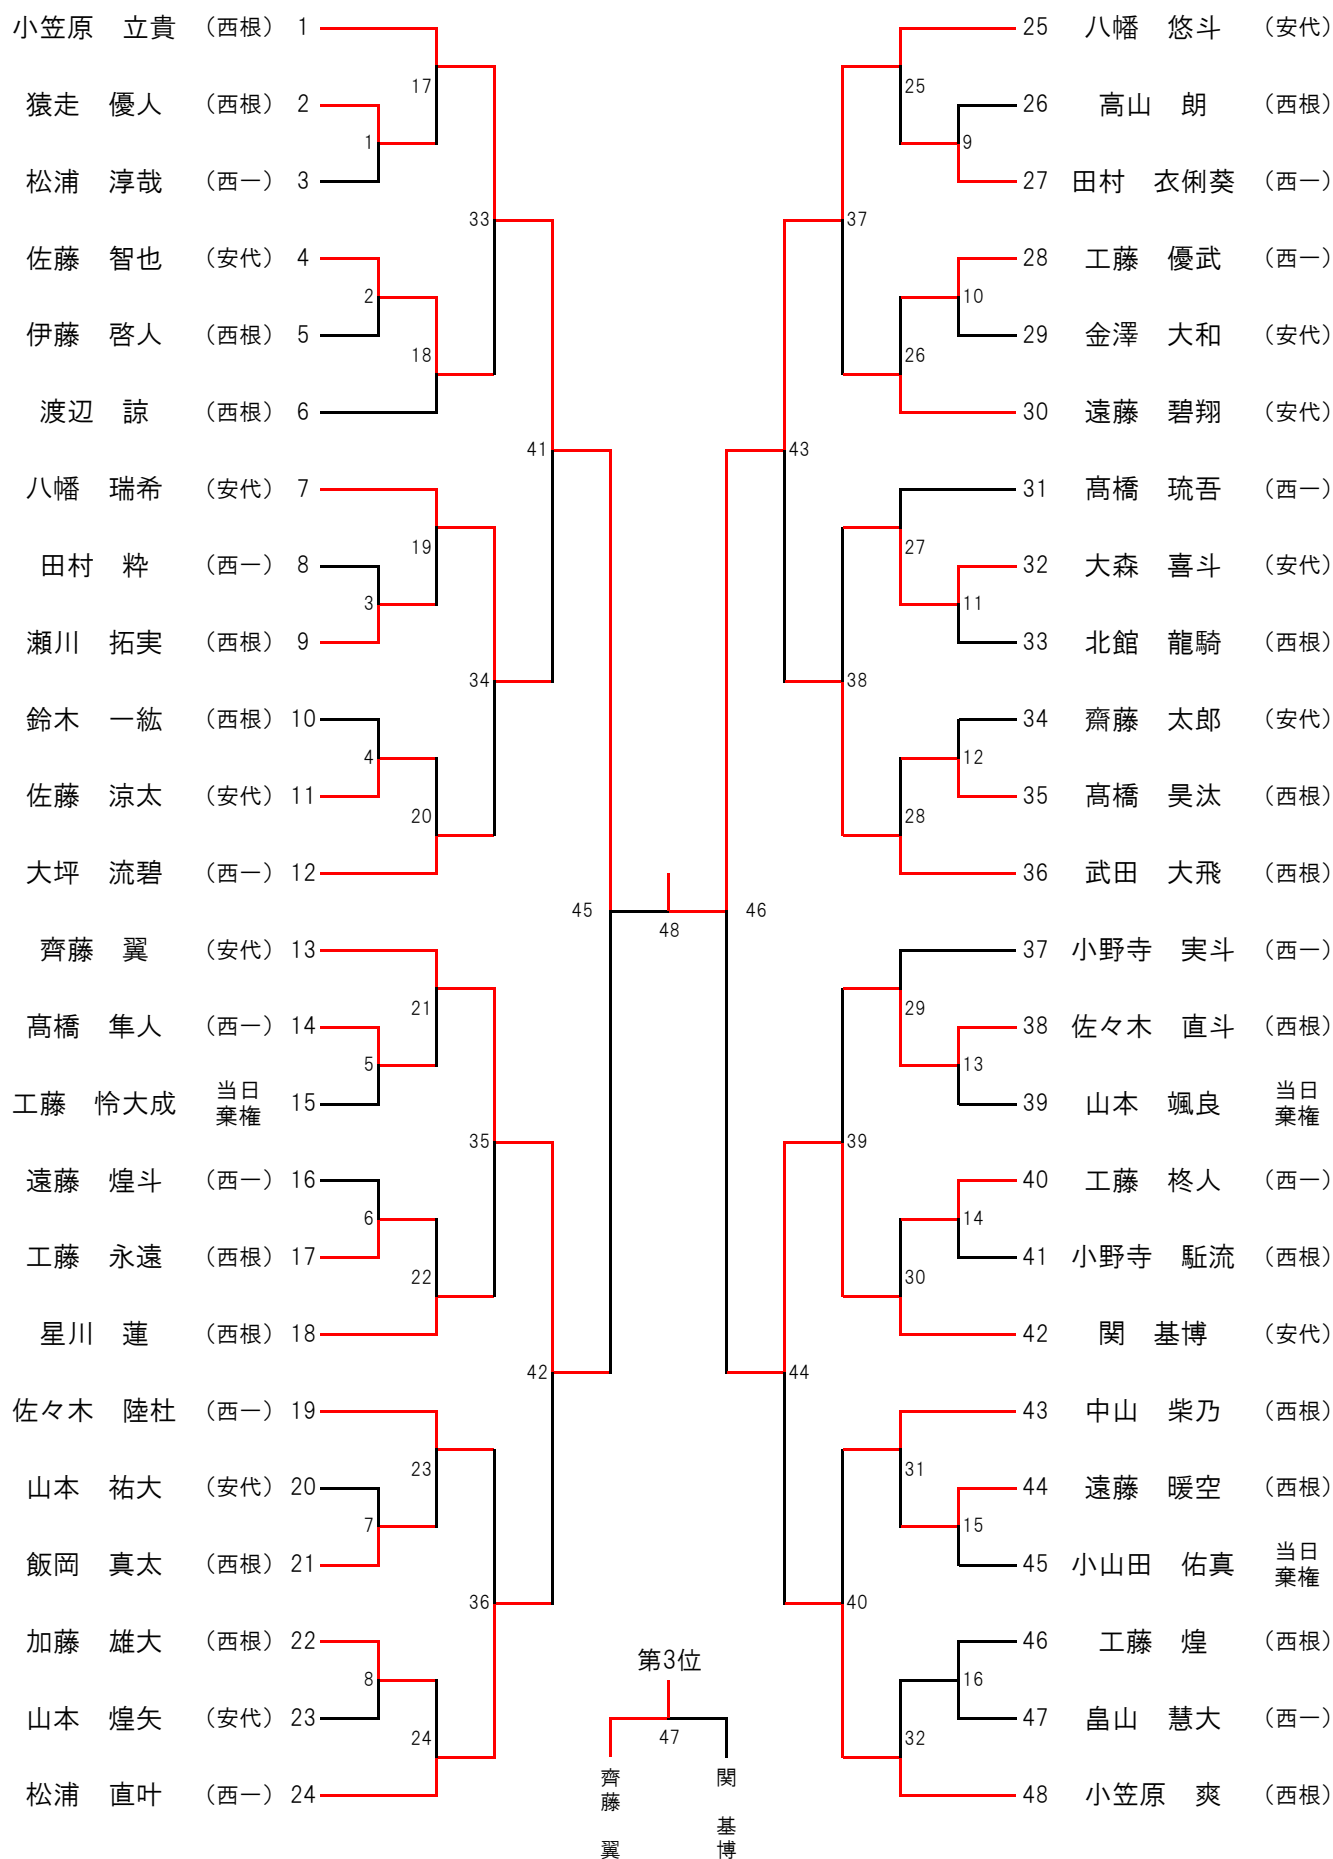 小笠原　立貴 （西根） 1
猿走　優人 （西根） 2
松浦　淳哉 （西一） 3
佐藤　智也 （安代） 4
伊藤　啓人 （西根） 5
渡辺　諒 （西根） 6
八幡　瑞希 （安代） 7
田村　粋 （西一） 8
瀬川　拓実 （西根） 9
鈴木　一紘 （西根） 10
佐藤　涼太 （安代） 11
大坪　流碧 （西一） 12
齊藤　翼 （安代） 13
髙橋　隼人 （西一） 14
工藤　怜大成 当日棄権 15
遠藤　煌斗 （西一） 16
工藤　永遠 （西根） 17
星川　蓮 （西根） 18
佐々木　陸杜 （西一） 19
山本　祐大 （安代） 20
飯岡　真太 （西根） 21
加藤　雄大 （西根） 22
山本　煌矢 （安代） 23
松浦　直叶 （西一） 24
1
2
3
4
5
6
7
8
17
18
19
20
21
22
23
24
33
34
35
36
41
42
45
48
46
43
44
37
38
39
40
25
26
27
28
29
30
31
32
9
10
11
12
13
14
15
16
25 八幡　悠斗 （安代）
26 高山　朗 （西根）
27 田村　衣俐葵 （西一）
28 工藤　優武 （西一）
29 金澤　大和 （安代）
30 遠藤　碧翔 （安代）
31 髙橋　琉吾 （西一）
32 大森　喜斗 （安代）
33 北館　龍騎 （西根）
34 齋藤　太郎 （安代）
35 髙橋　昊汰 （西根）
36 武田　大飛 （西根）
37 小野寺　実斗 （西一）
38 佐々木　直斗 （西根）
39 山本　颯良 当日棄権
40 工藤　柊人 （西一）
41 小野寺　駈流 （西根）
42 関　基博 （安代）
43 中山　柴乃 （西根）
44 遠藤　暖空 （西根）
45 小山田　佑真 当日棄権
46 工藤　煌 （西根）
47 畠山　慧大 （西一）
48 小笠原　爽 （西根）
第3位
47
齊藤　翼
関　基博